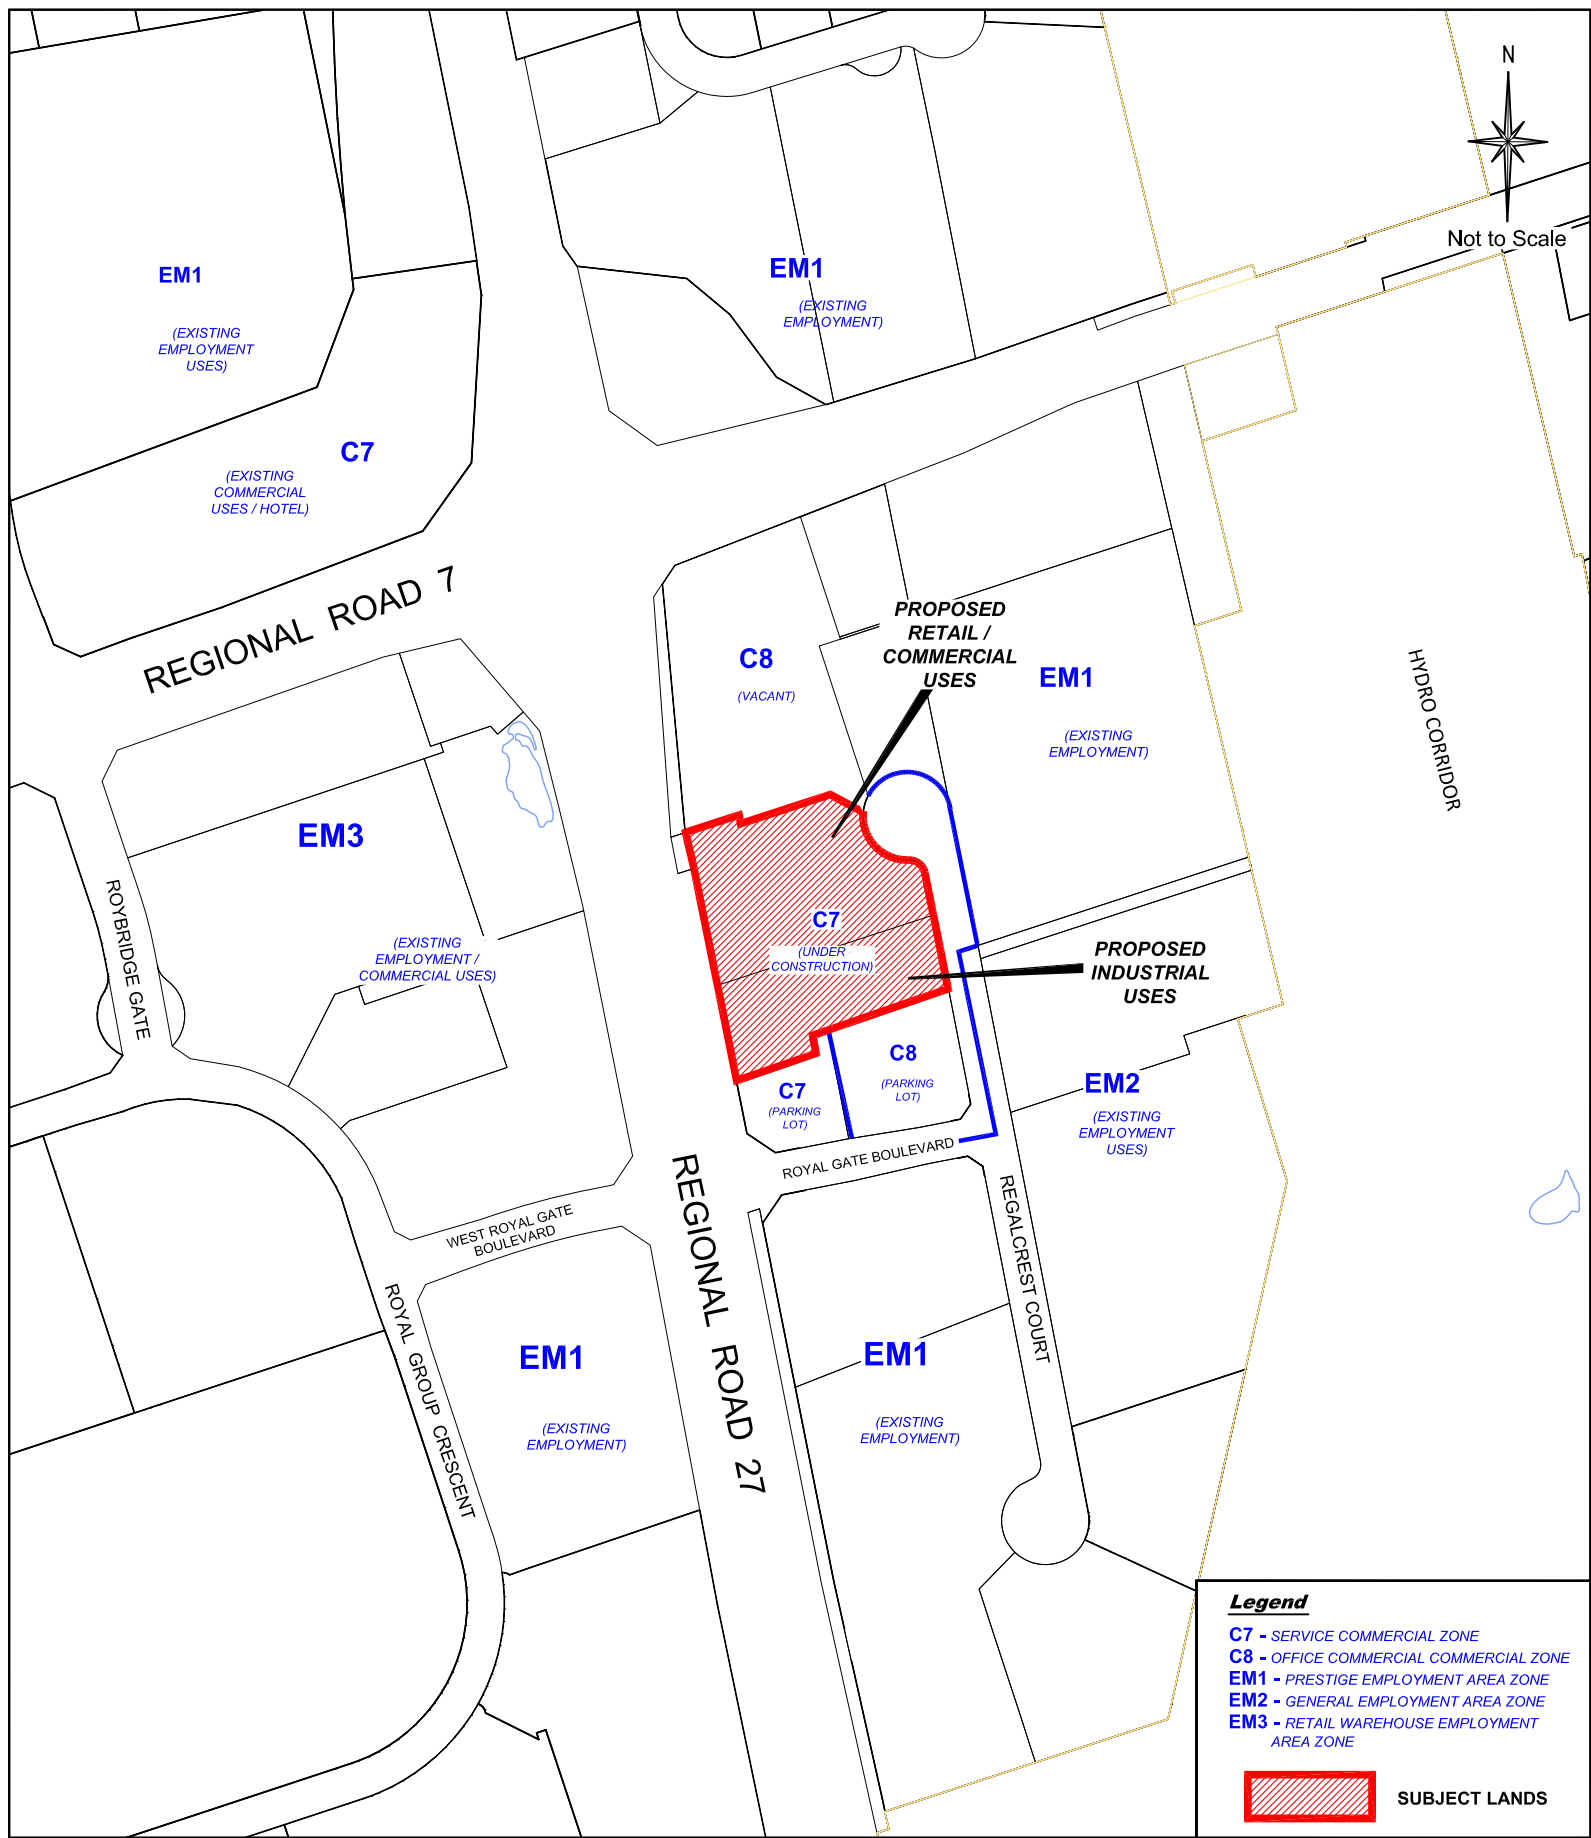 N
Not to Scale
EM1
(EXISTING
EMPLOYMENT
USES)
EM1
(EXISTING
EMPLOYMENT)
C7
(EXISTING
COMMERCIAL
USES / HOTEL)
REGIONAL ROAD 7
PROPOSED
RETAIL /
COMMERCIAL
USES
C8
(VACANT)
EM1
(EXISTING
EMPLOYMENT)
HYDRO CORRIDOR
EM3
(EXISTING
EMPLOYMENT /
COMMERCIAL USES)
ROYBRIDGE GATE
C7
(UNDER
CONSTRUCTION)
PROPOSED
INDUSTRIAL
USES
C8
(PARKING
LOT)
C7
(PARKING
LOT)
EM2
(EXISTING
EMPLOYMENT
USES)
ROYAL GATE BOULEVARD
WEST ROYAL GATE
BOULEVARD
REGIONAL ROAD 27
REGALCREST COURT
ROYAL GROUP CRESCENT
EM1
(EXISTING
EMPLOYMENT)
EM1
(EXISTING
EMPLOYMENT)
Legend
C7 - SERVICE COMMERCIAL ZONE
C8 - OFFICE COMMERCIAL COMMERCIAL ZONE
EM1 - PRESTIGE EMPLOYMENT AREA ZONE
EM2 - GENERAL EMPLOYMENT AREA ZONE
EM3 - RETAIL WAREHOUSE EMPLOYMENT
AREA ZONE
SUBJECT LANDS